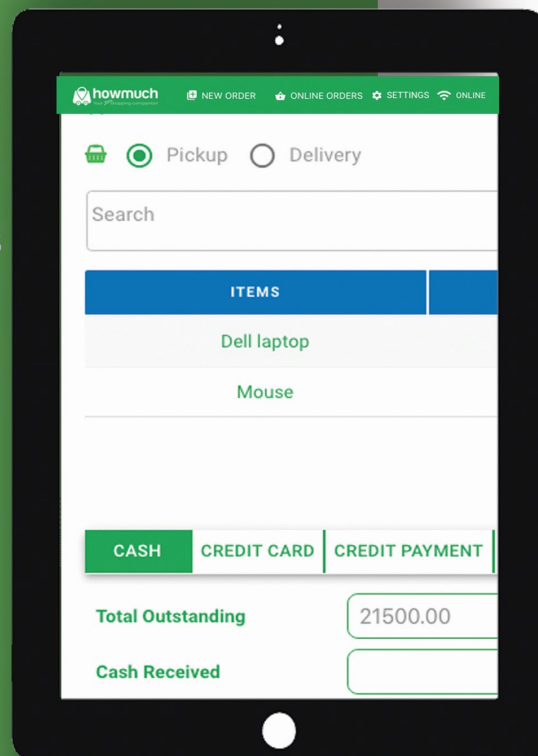 howmuch
NEW ORDER
ONLINE ORDERS
SETTINGS
ONLINE
Pickup
Delivery
Search
ITEMS
Dell laptop
Mouse
CASH
CREDIT CARD
CREDIT PAYMENT
Total Outstanding
21500.00
Cash Received